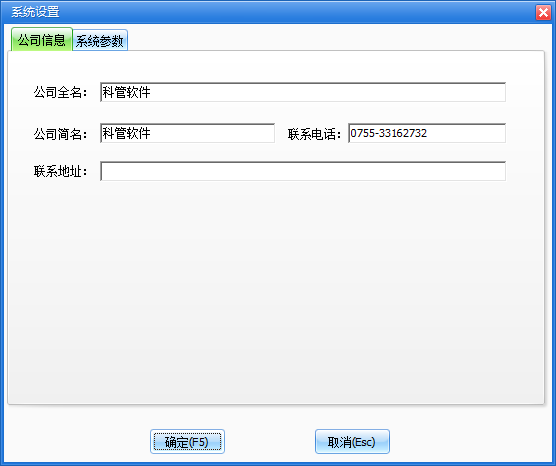 系统设置
公司信息 系统参数
公司全名： 科管软件
公司简名： 科管软件 联系电话： 0755-33162732
联系地址：
确定(F5) 取消(Esc)